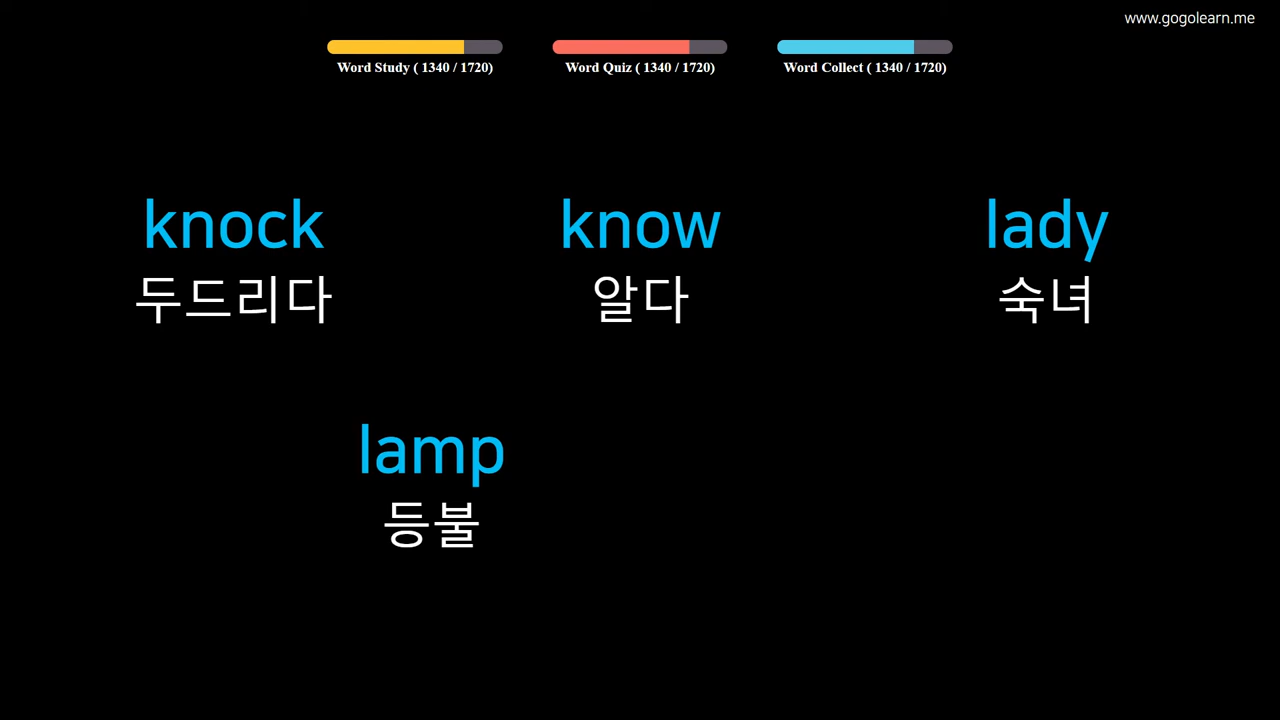 www.gogolearn.me
Word Study ( 1340 / 1720)
Word Quiz ( 1340 / 1720)
Word Collect ( 1340 / 1720)
knock
두드리다
know
알다
lady
숙녀
lamp
등불